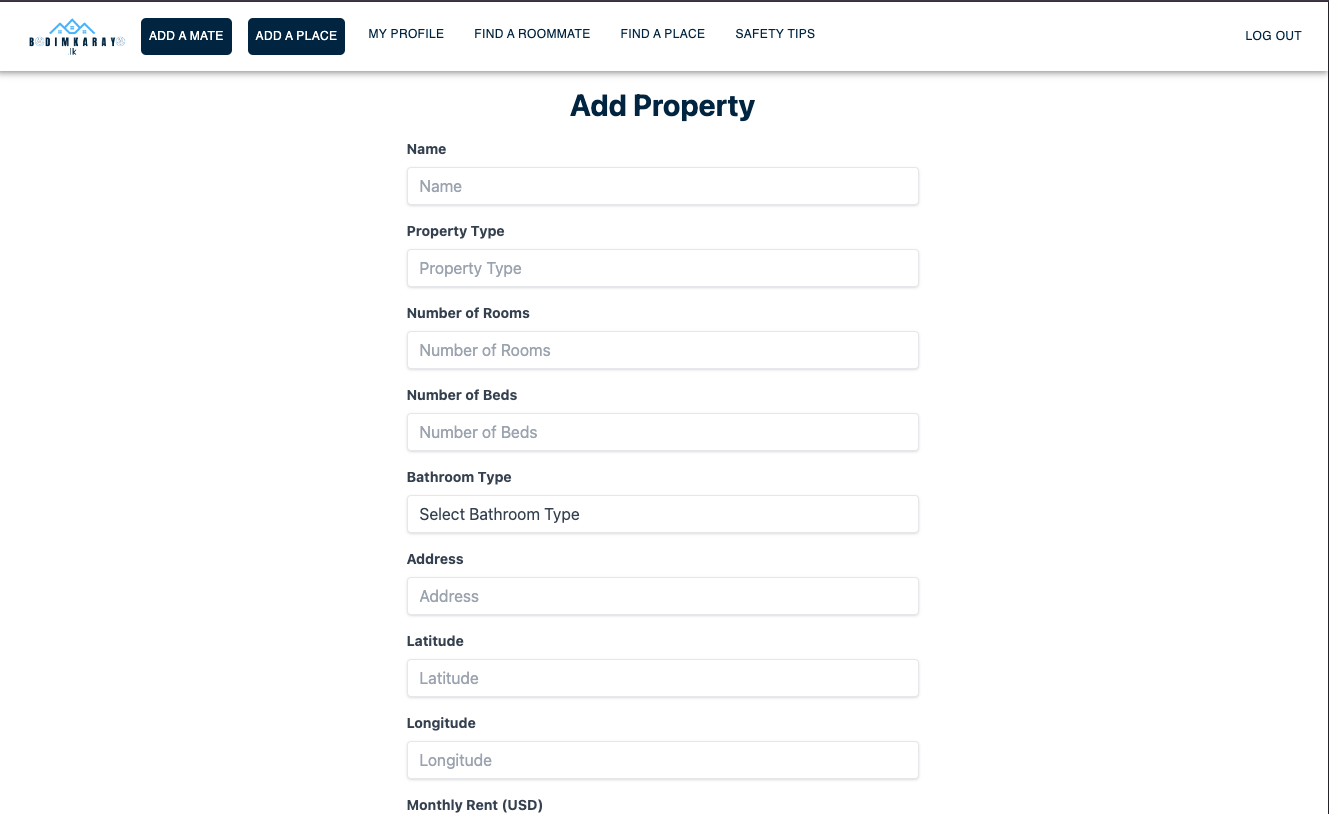 BODIMKARAYO
.lk
ADD A MATE
ADD A PLACE
MY PROFILE
FIND A ROOMMATE
FIND A PLACE
SAFETY TIPS
LOG OUT
Add Property
Name
Name
Property Type
Property Type
Number of Rooms
Number of Rooms
Number of Beds
Number of Beds
Bathroom Type
Select Bathroom Type
Address
Address
Latitude
Latitude
Longitude
Longitude
Monthly Rent (USD)